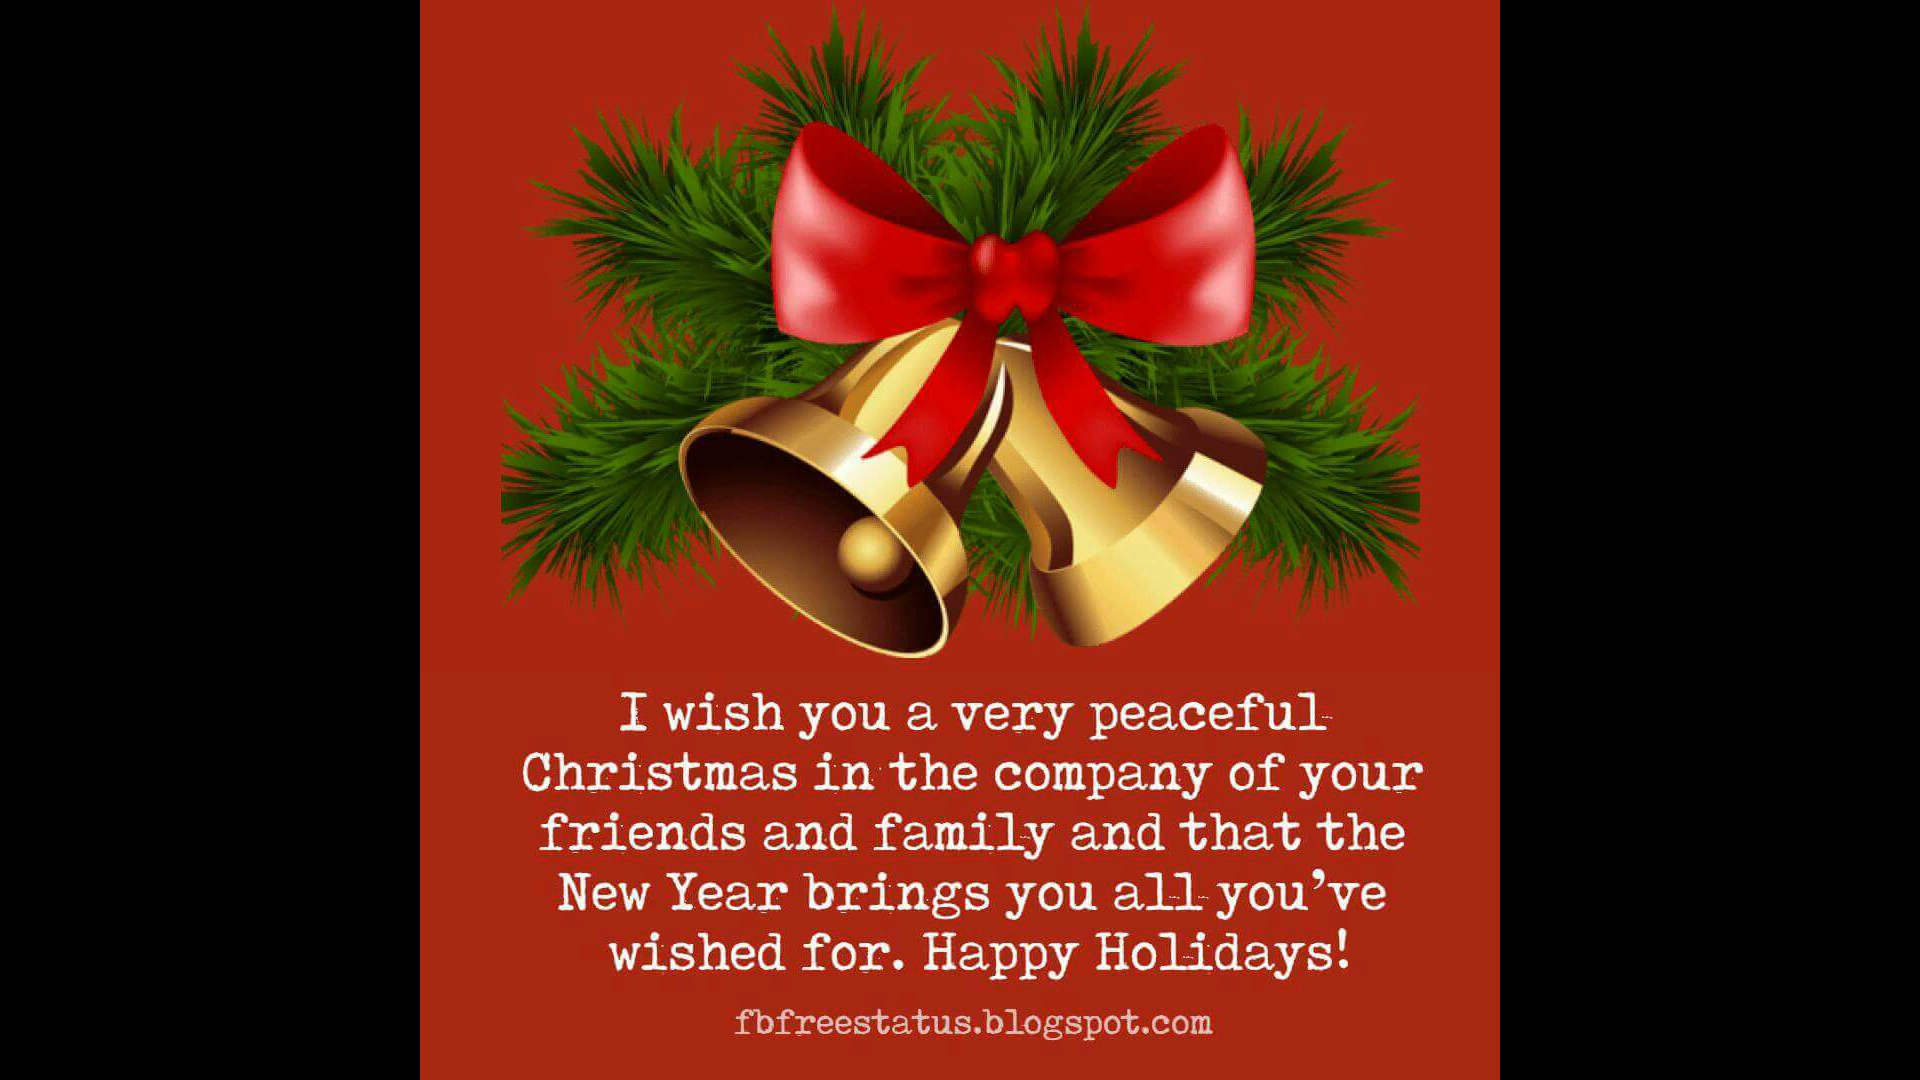 I wish you a very peaceful
Christmas in the company of your
friends and family and that the
New Year brings you all you've
wished for. Happy Holidays!
fbfreestatus.blogspot.com